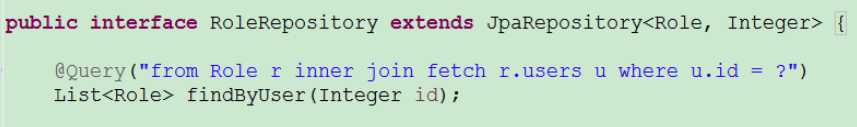 public interface RoleRepository extends JpaRepository<Role, Integer> {
@Query("from Role r inner join fetch r.users u where u.id = ?")
List<Role> findByUser(Integer id);